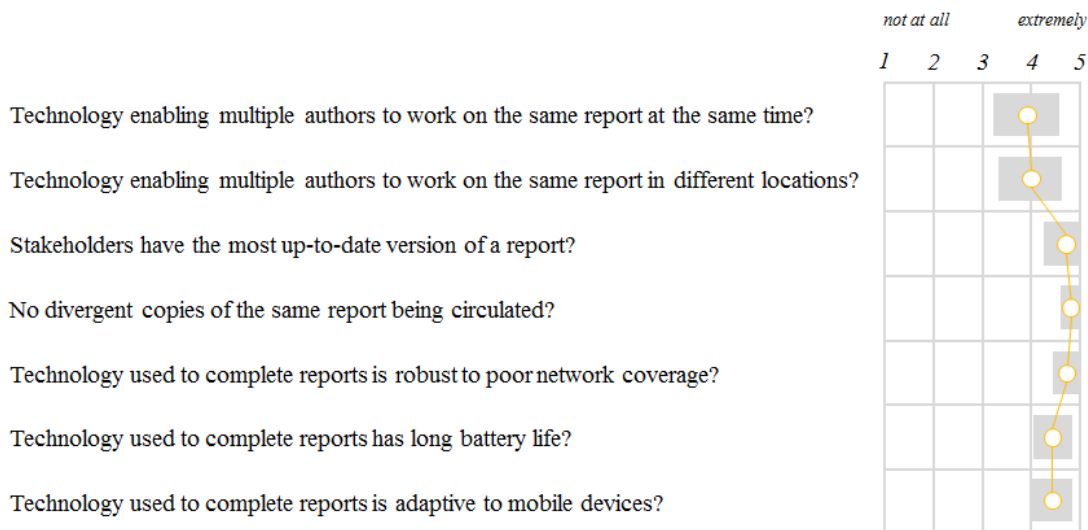 not at all extremely
1 2 3 4 5
Technology enabling multiple authors to work on the same report at the same time?
Technology enabling multiple authors to work on the same report in different locations?
Stakeholders have the most up-to-date version of a report?
No divergent copies of the same report being circulated?
Technology used to complete reports is robust to poor network coverage?
Technology used to complete reports has long battery life?
Technology used to complete reports is adaptive to mobile devices?